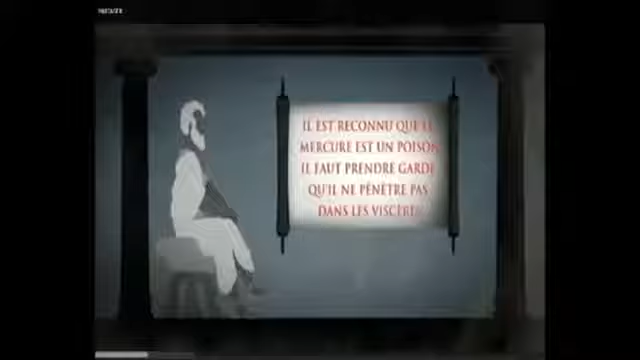 IL EST RECONNU QUE LE
MERCURE EST UN POISON
IL FAUT PRENDRE GARDE
QU'IL NE PÉNÈTRE PAS
DANS LES VISCÈRES